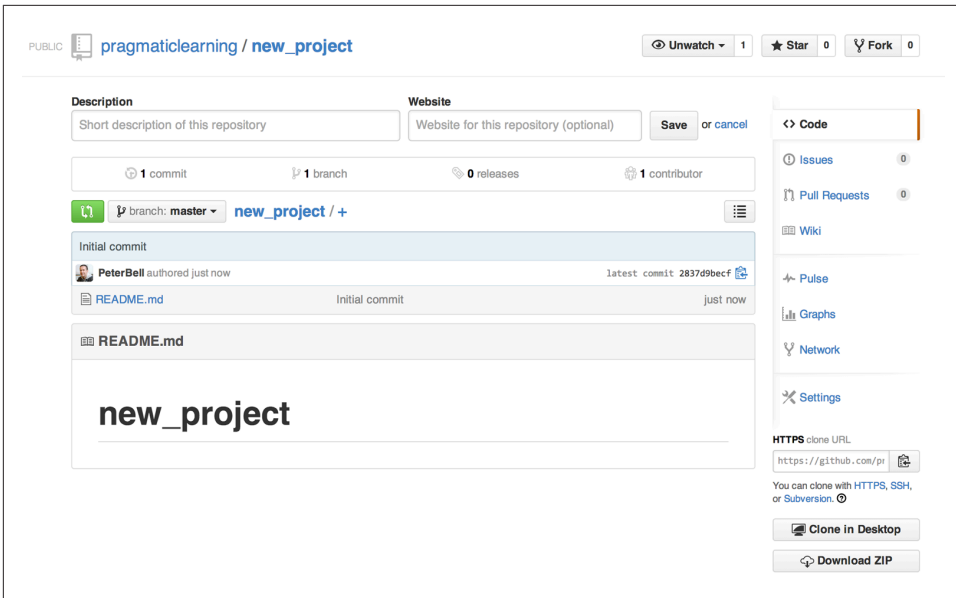 PUBLIC pragmaticlearning / new_project
Unwatch 1 Star 0 Fork 0
Description
Short description of this repository
Website
Website for this repository (optional)
Save or cancel
1 commit 1 branch 0 releases 1 contributor
branch: master new_project / +
Initial commit
PeterBell authored just now latest commit 2837d9becf
README.md Initial commit just now
README.md
new_project
<> Code
Issues 0
Pull Requests 0
Wiki
Pulse
Graphs
Network
Settings
HTTPS clone URL
https://github.com/pr
You can clone with HTTPS, SSH,
or Subversion.
Clone in Desktop
Download ZIP